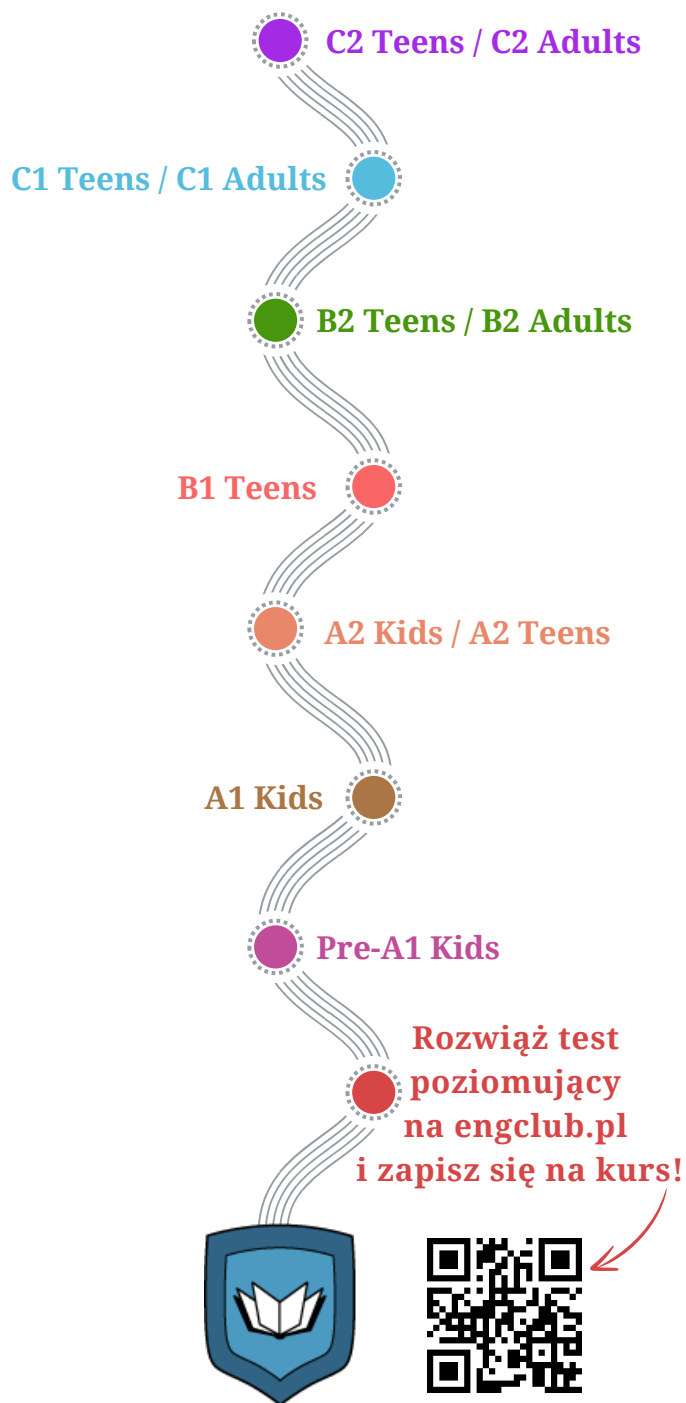 C2 Teens / C2 Adults
C1 Teens / C1 Adults
B2 Teens / B2 Adults
B1 Teens
A2 Kids / A2 Teens
A1 Kids
Pre-A1 Kids
Rozwiąż test
poziomujący
na engclub.pl
i zapisz się na kurs!